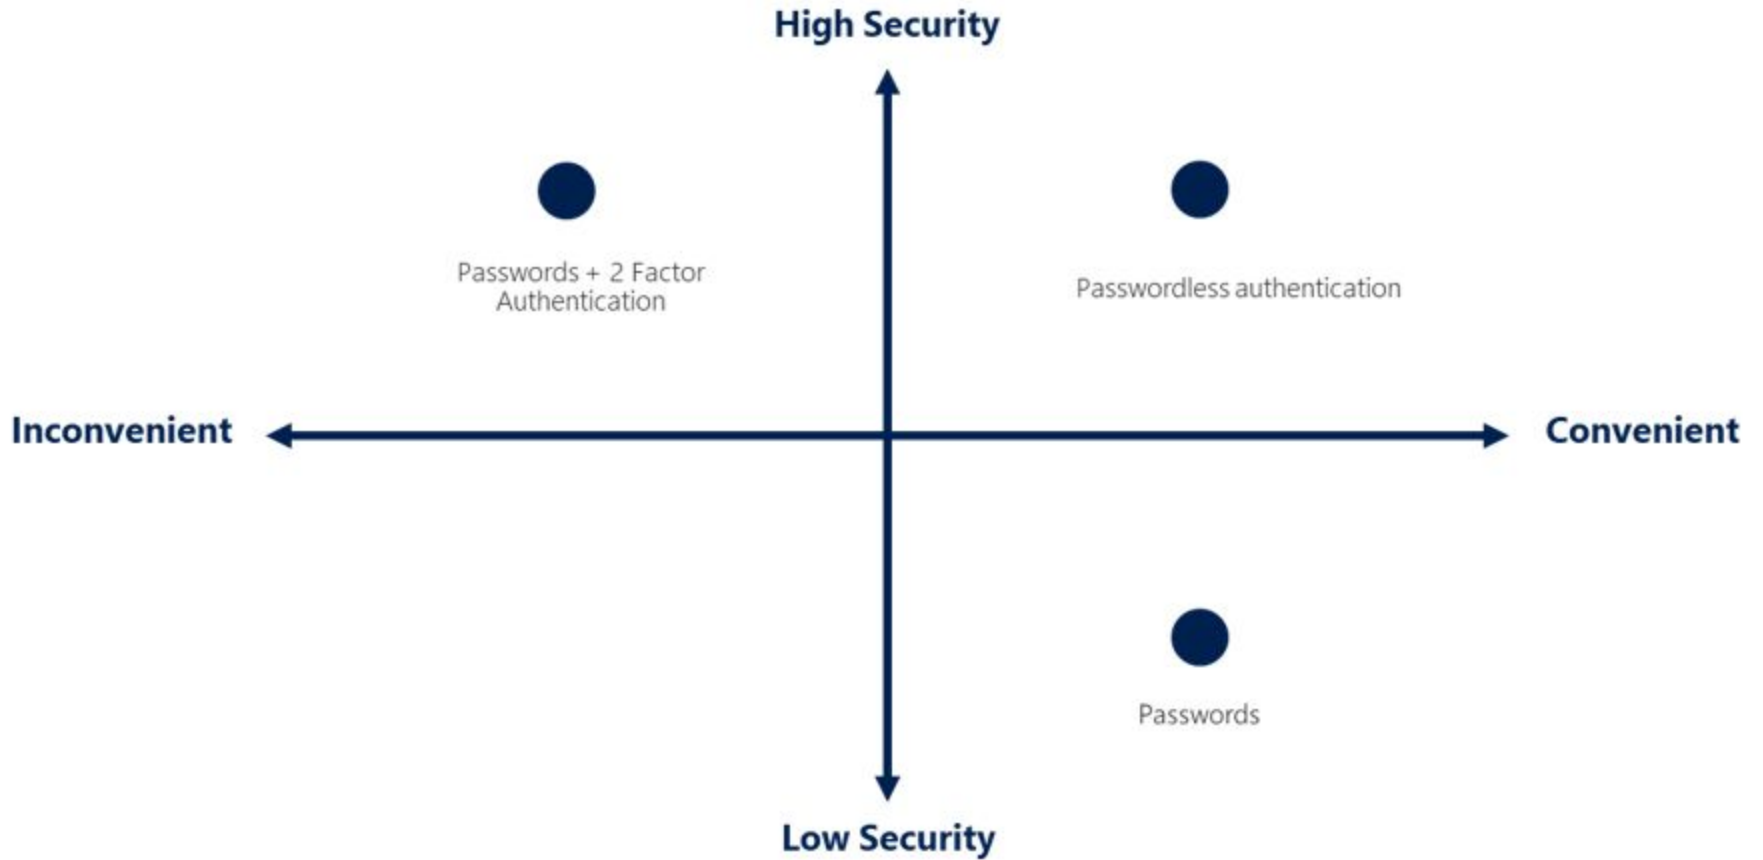 High Security
Passwords + 2 Factor
Authentication
Passwordless authentication
Inconvenient
Convenient
Passwords
Low Security